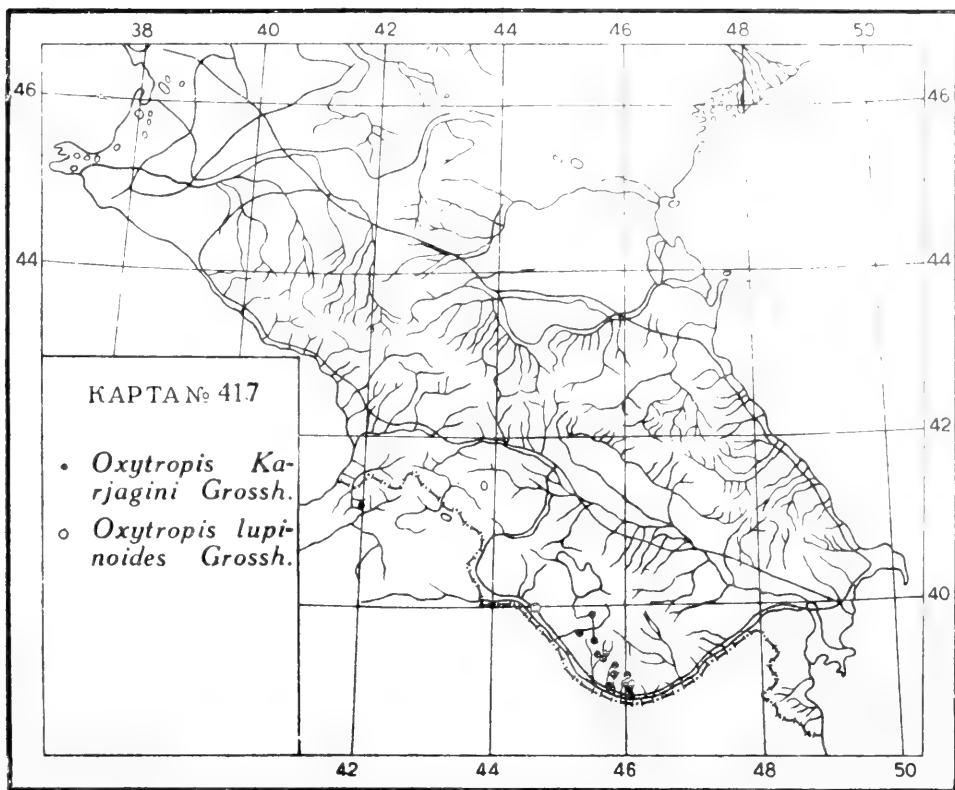 38 40 42 44 46 48 50
46 46
44 44
КАРТА № 417
42
• Oxytropis Ka-
rjagini Grossh.
○ Oxytropis lupi-
noides Grossh.
40
42 44 46 48 50